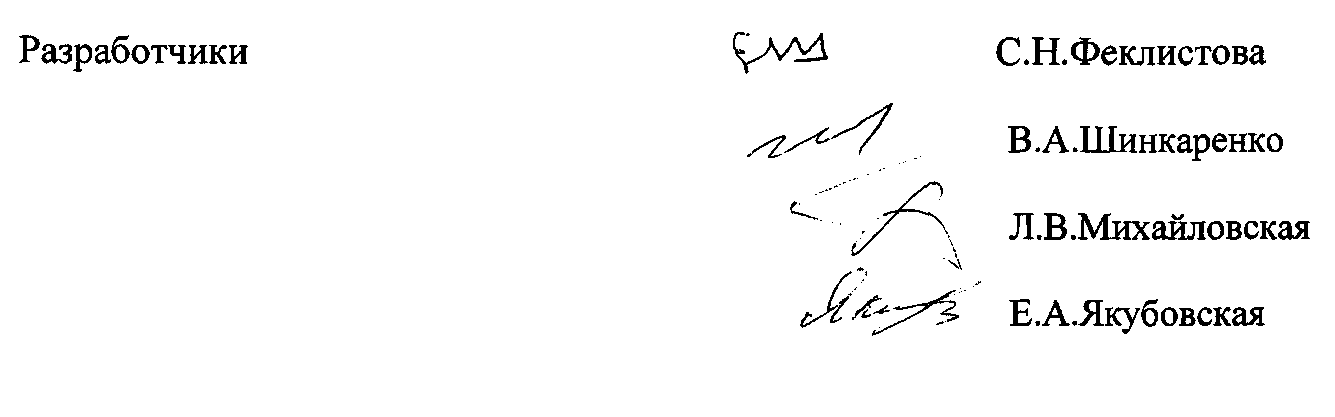 Разработчики С.Н.Феклистова
В.А.Шинкаренко
Л.В.Михайловская
Е.А.Якубовская